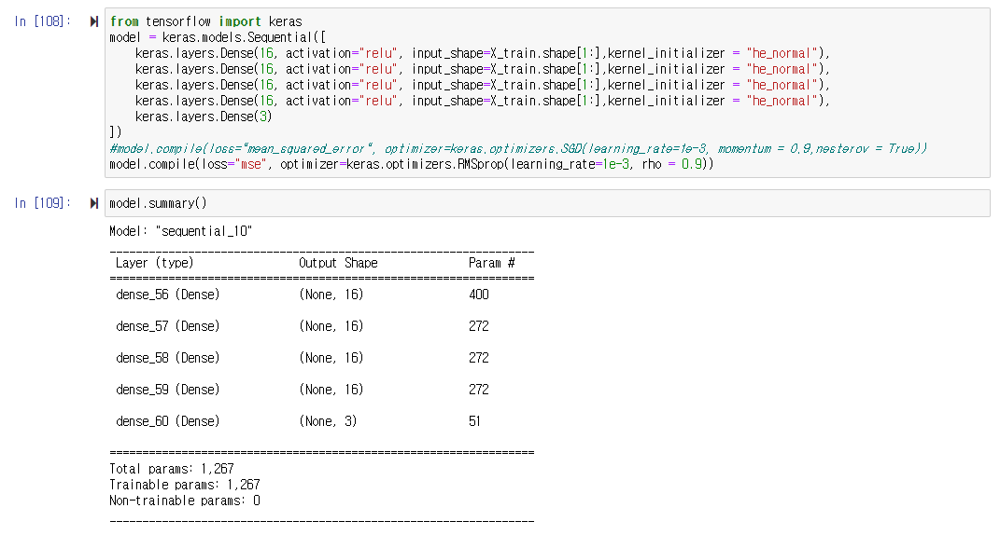 In [108]:
from tensorflow import keras
model = keras.models.Sequential([
    keras.layers.Dense(16, activation="relu", input_shape=X_train.shape[1:],kernel_initializer = "he_normal"),
    keras.layers.Dense(16, activation="relu", input_shape=X_train.shape[1:],kernel_initializer = "he_normal"),
    keras.layers.Dense(16, activation="relu", input_shape=X_train.shape[1:],kernel_initializer = "he_normal"),
    keras.layers.Dense(16, activation="relu", input_shape=X_train.shape[1:],kernel_initializer = "he_normal"),
    keras.layers.Dense(3)
])
#model.compile(loss="mean_squared_error", optimizer=keras.optimizers.SGD(learning_rate=1e-3, momentum = 0.9,nesterov = True))
model.compile(loss="mse", optimizer=keras.optimizers.RMSprop(learning_rate=1e-3, rho = 0.9))
In [109]:
model.summary()
Model: "sequential_10"
_________________________________________________________________
Layer (type) Output Shape Param #
=================================================================
dense_56 (Dense) (None, 16) 400
dense_57 (Dense) (None, 16) 272
dense_58 (Dense) (None, 16) 272
dense_59 (Dense) (None, 16) 272
dense_60 (Dense) (None, 3) 51
=================================================================
Total params: 1,267
Trainable params: 1,267
Non-trainable params: 0
_________________________________________________________________